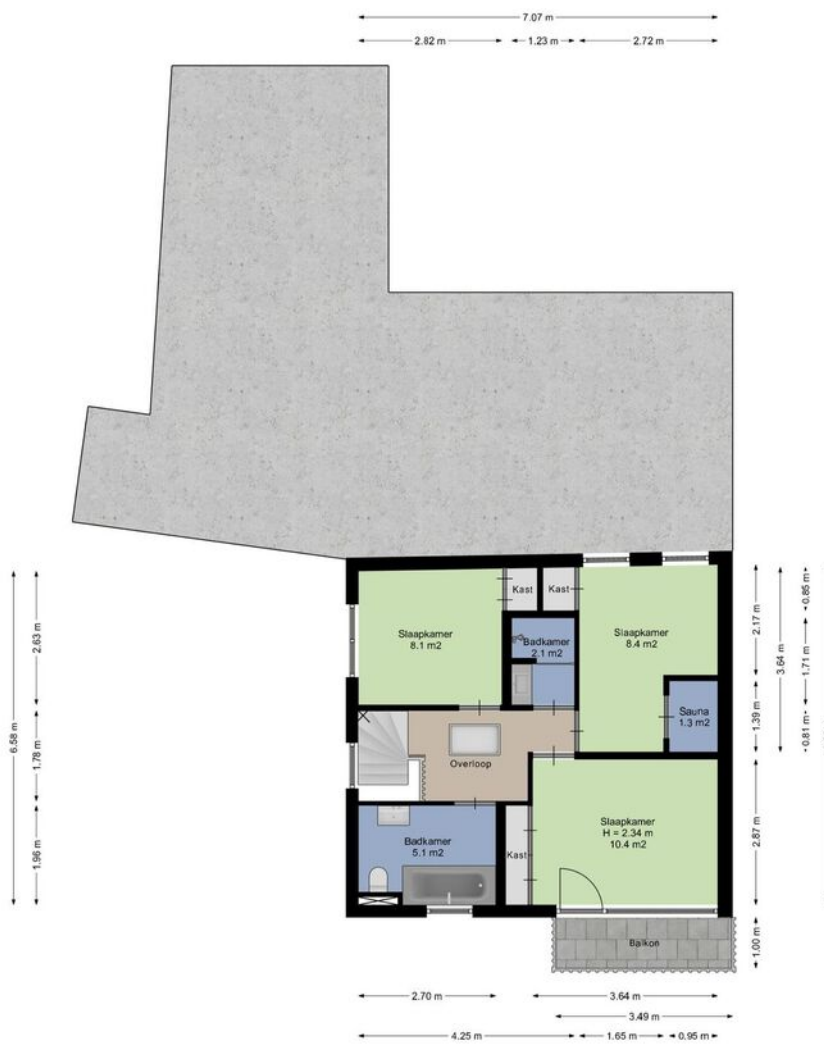 7.07 m
2.82 m
1.23 m
2.72 m
Kast
Kast
Slaapkamer
8.1 m2
Badkamer
2.1 m2
Slaapkamer
8.4 m2
Sauna
1.3 m2
Overloop
Slaapkamer
H = 2.34 m
10.4 m2
Badkamer
5.1 m2
Kast
Balkon
6.58 m
2.63 m
1.78 m
1.96 m
2.17 m
1.39 m
2.87 m
1.00 m
3.64 m
0.85 m
1.71 m
0.81 m
2.70 m
3.64 m
3.49 m
4.25 m
1.65 m
0.95 m